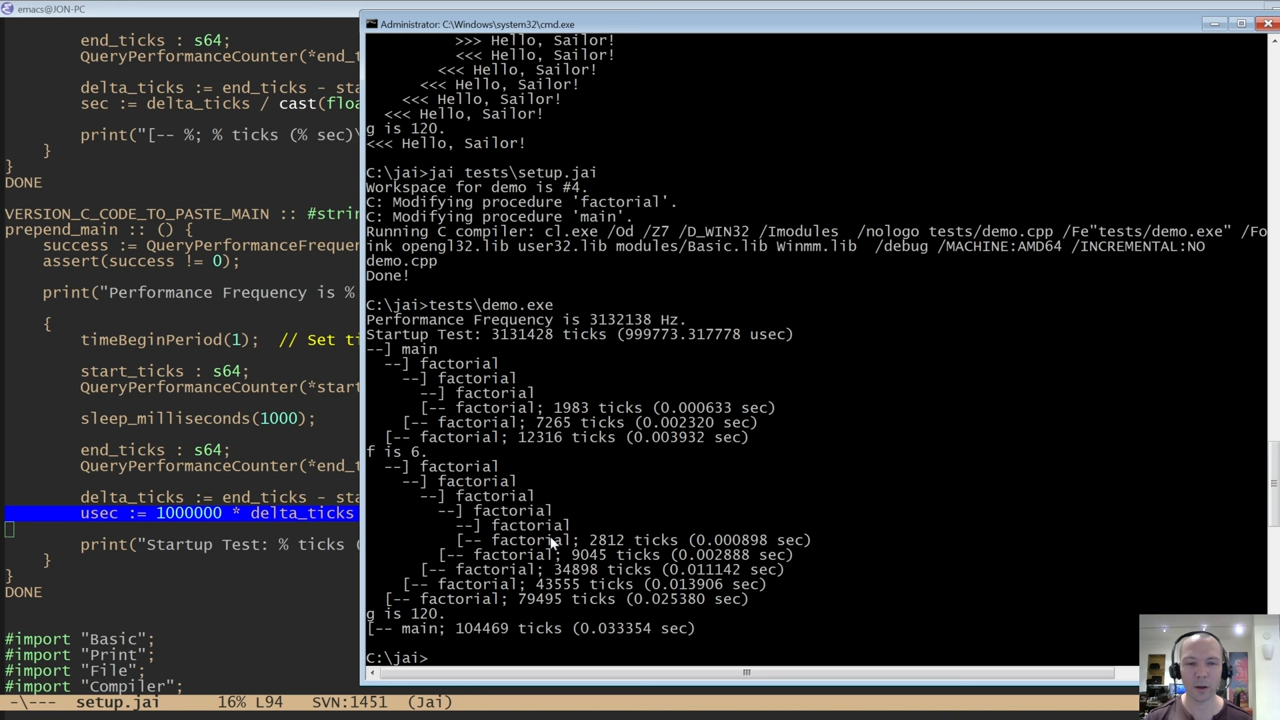 emacs@JON-PC
end_ticks : s64;
QueryPerformanceCounter(*end_t
delta_ticks := end_ticks - sta
sec := delta_ticks / cast(floa
print("[-- %; % ticks (% sec)\
}
}
DONE
VERSION_C_CODE_TO_PASTE_MAIN :: #strin
prepend_main :: () {
success := QueryPerformanceFrequer
assert(success != 0);
print("Performance Frequency is %
{
timeBeginPeriod(1);  // Set ti
start_ticks : s64;
QueryPerformanceCounter(*start
sleep_milliseconds(1000);
end_ticks : s64;
QueryPerformanceCounter(*end_t
delta_ticks := end_ticks - sta
usec := 1000000 * delta_ticks
print("Startup Test: % ticks (
}
}
DONE
#import "Basic";
#import "Print";
#import "File";
#import "Compiler";
-\---  setup.jai  16% L94  SVN:1451  (Jai)
Administrator: C:\Windows\system32\cmd.exe
>>> Hello, Sailor!
<<< Hello, Sailor!
<<< Hello, Sailor!
<<< Hello, Sailor!
<<< Hello, Sailor!
<<< Hello, Sailor!
g is 120.
<<< Hello, Sailor!
C:\jai>jai tests\setup.jai
Workspace for demo is #4.
C: Modifying procedure 'factorial'.
C: Modifying procedure 'main'.
Running C compiler: cl.exe /Od /Z7 /D_WIN32 /Imodules  /nologo tests/demo.cpp /Fe"tests/demo.exe" /Fo
ink opengl32.lib user32.lib modules/Basic.lib Winmm.lib  /debug /MACHINE:AMD64 /INCREMENTAL:NO
demo.cpp
Done!
C:\jai>tests\demo.exe
Performance Frequency is 3132138 Hz.
Startup Test: 3131428 ticks (999773.317778 usec)
--] main
--] factorial
--] factorial
--] factorial
[-- factorial; 1983 ticks (0.000633 sec)
[-- factorial; 7265 ticks (0.002320 sec)
[-- factorial; 12316 ticks (0.003932 sec)
f is 6.
--] factorial
--] factorial
--] factorial
--] factorial
--] factorial
[-- factorial; 2812 ticks (0.000898 sec)
[-- factorial; 9045 ticks (0.002888 sec)
[-- factorial; 34898 ticks (0.011142 sec)
[-- factorial; 43555 ticks (0.013906 sec)
[-- factorial; 79495 ticks (0.025380 sec)
g is 120.
[-- main; 104469 ticks (0.033354 sec)
C:\jai>